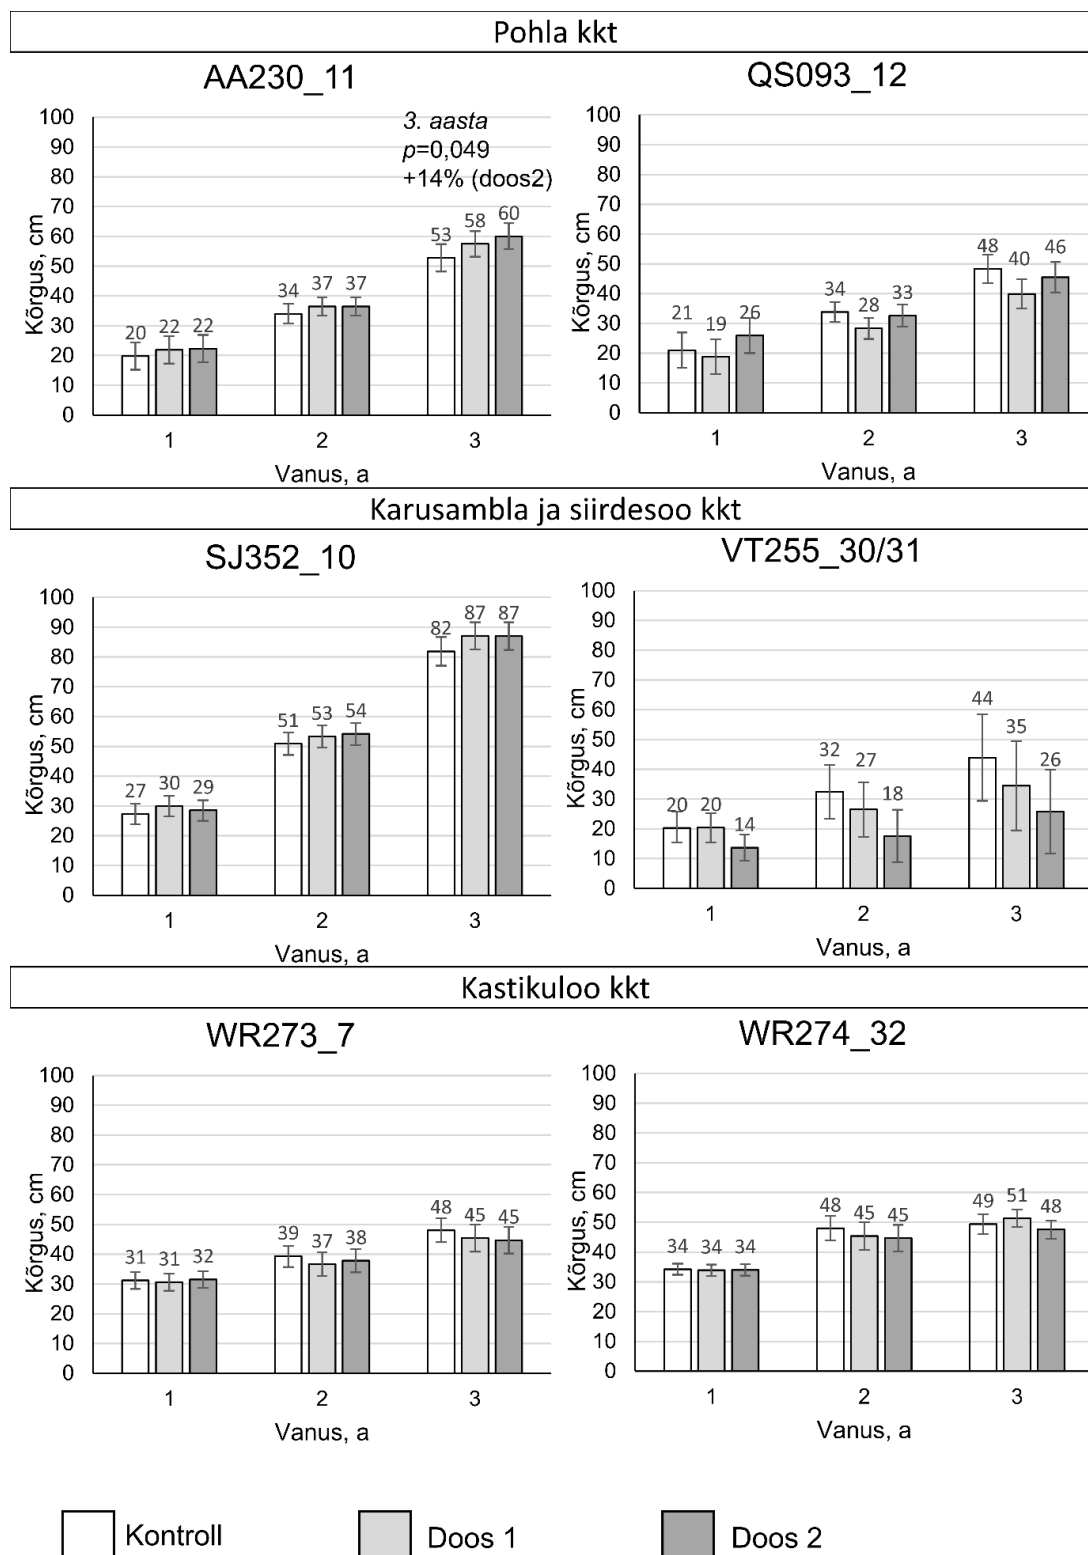 Pohla kkt
AA230_11
3. aasta
p=0,049
+14% (doos2)
Kõrgus, cm
100
90
80
70
60
50
40
30
20
10
0
20 22 22
34 37 37
53 58 60
1 2 3
Vanus, a
QS093_12
Kõrgus, cm
100
90
80
70
60
50
40
30
20
10
0
21 19 26
34 28 33
48 40 46
1 2 3
Vanus, a
Karusambla ja siirdesoo kkt
SJ352_10
Kõrgus, cm
100
90
80
70
60
50
40
30
20
10
0
27 30 29
51 53 54
82 87 87
1 2 3
Vanus, a
VT255_30/31
Kõrgus, cm
100
90
80
70
60
50
40
30
20
10
0
20 20 14
32 27 18
44 35 26
1 2 3
Vanus, a
Kastikuloo kkt
WR273_7
Kõrgus, cm
100
90
80
70
60
50
40
30
20
10
0
31 31 32
39 37 38
48 45 45
1 2 3
Vanus, a
WR274_32
Kõrgus, cm
100
90
80
70
60
50
40
30
20
10
0
34 34 34
48 45 45
49 51 48
1 2 3
Vanus, a
Kontroll
Doos 1
Doos 2